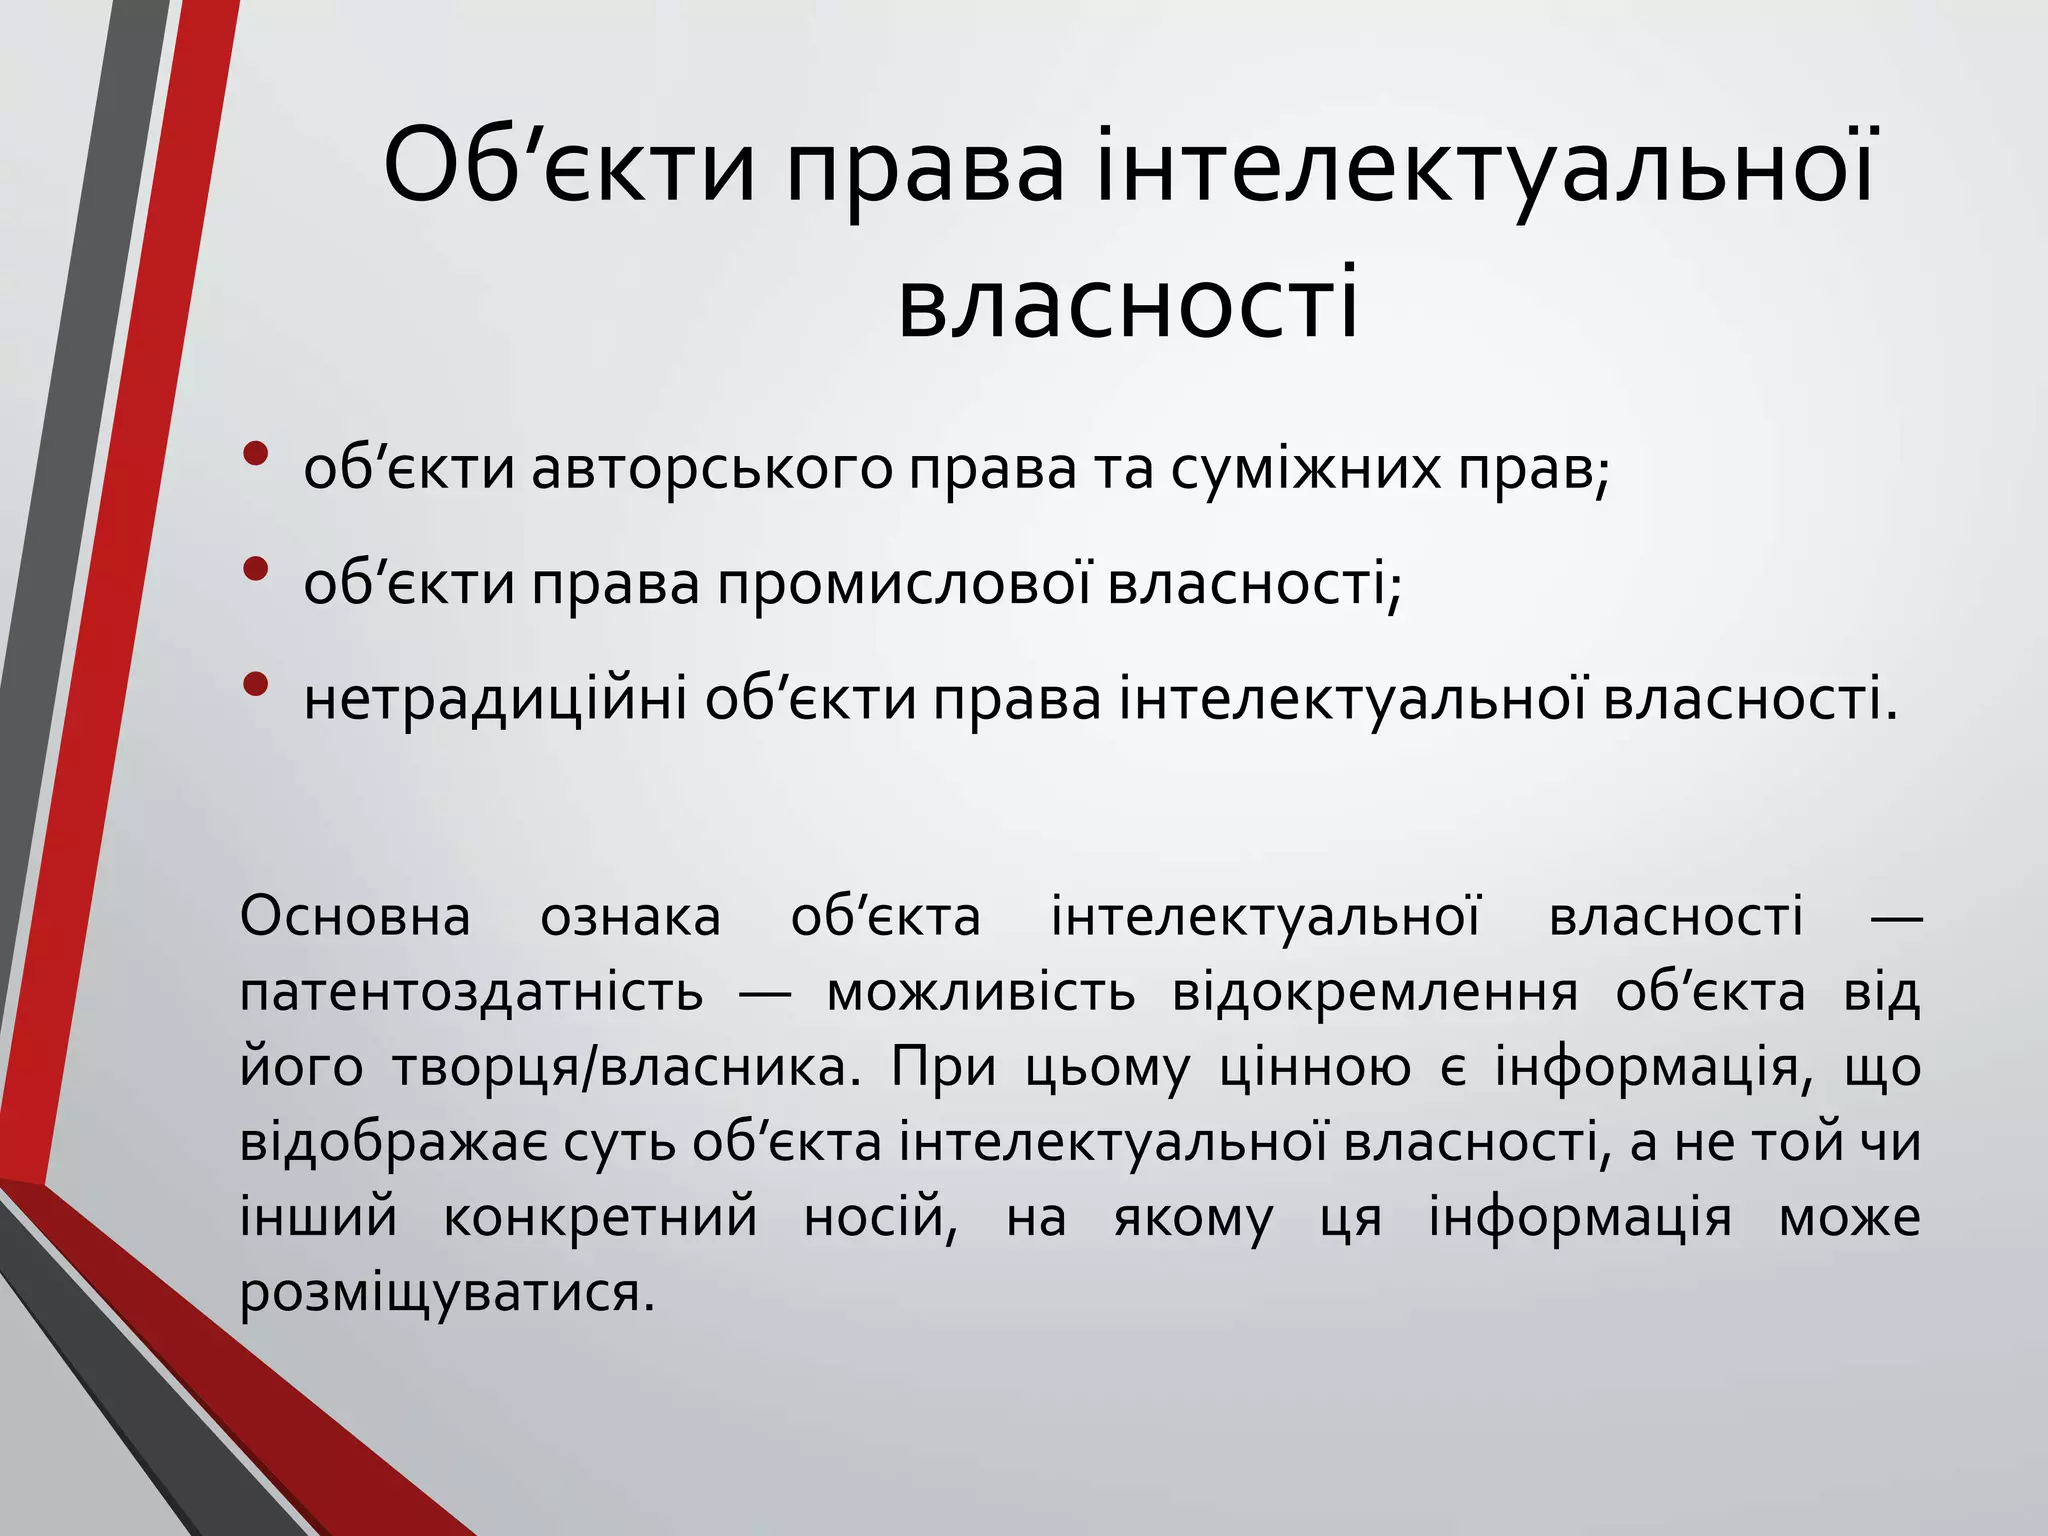 Об’єкти права інтелектуальної
власності
• об’єкти авторського права та суміжних прав;
• об’єкти права промислової власності;
• нетрадиційні об’єкти права інтелектуальної власності.
Основна ознака об’єкта інтелектуальної власності —
патентоздатність — можливість відокремлення об’єкта від
його творця/власника. При цьому цінною є інформація, що
відображає суть об’єкта інтелектуальної власності, а не той чи
інший конкретний носій, на якому ця інформація може
розміщуватися.